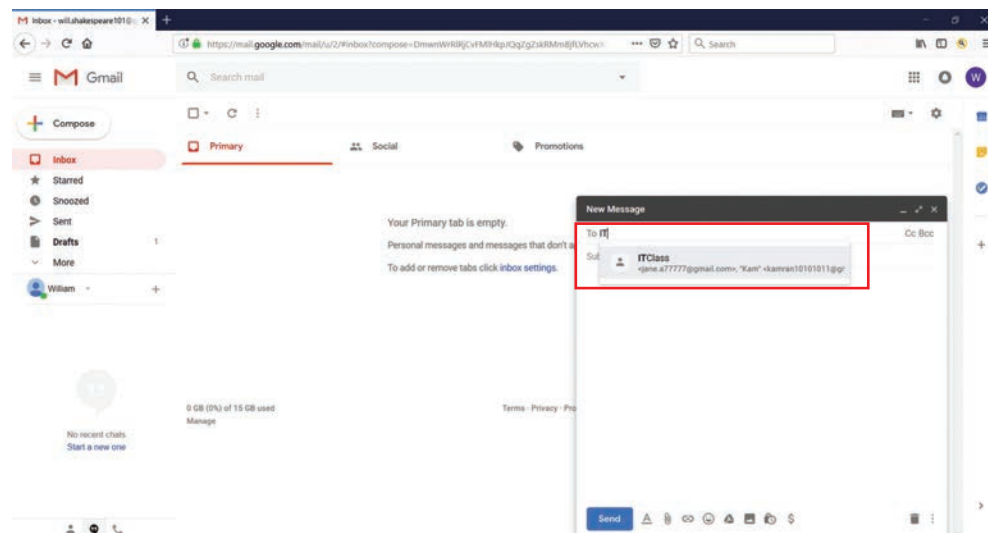 Inbox - will.shakespeare101@
https://mail.google.com/mail/u/2/#inbox?compose=
Search
Gmail
Search mail
W
Compose
Primary
Social
Promotions
Inbox
Starred
Snoozed
Sent
Drafts 1
More
William
Your Primary tab is empty.
Personal messages and messages that don't a
To add or remove tabs click inbox settings.
New Message
To IT
Cc Bcc
Sub
ITClass
<jane.a77777@gmail.com>, "Kam" <kamran10101011@gr
0 GB (0%) of 15 GB used
Manage
Terms · Privacy · Pro
No recent chats
Start a new one
Send